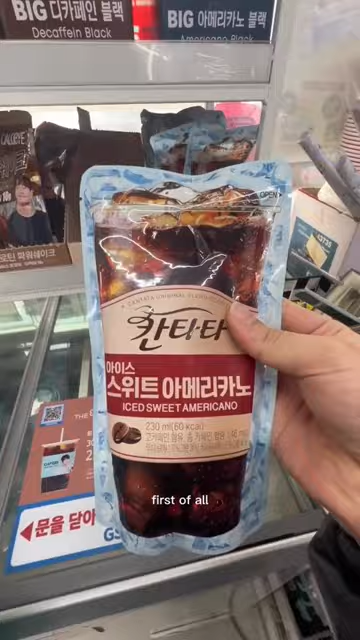 BIG 디카페인 블랙
Decaffein Black
BIG 아메리카노 블랙
Americano Black
OPEN
칸타타
아이스
스위트 아메리카노
ICED SWEET AMERICANO
230 ml(60 kcal)
first of all
문을 닫아
GS